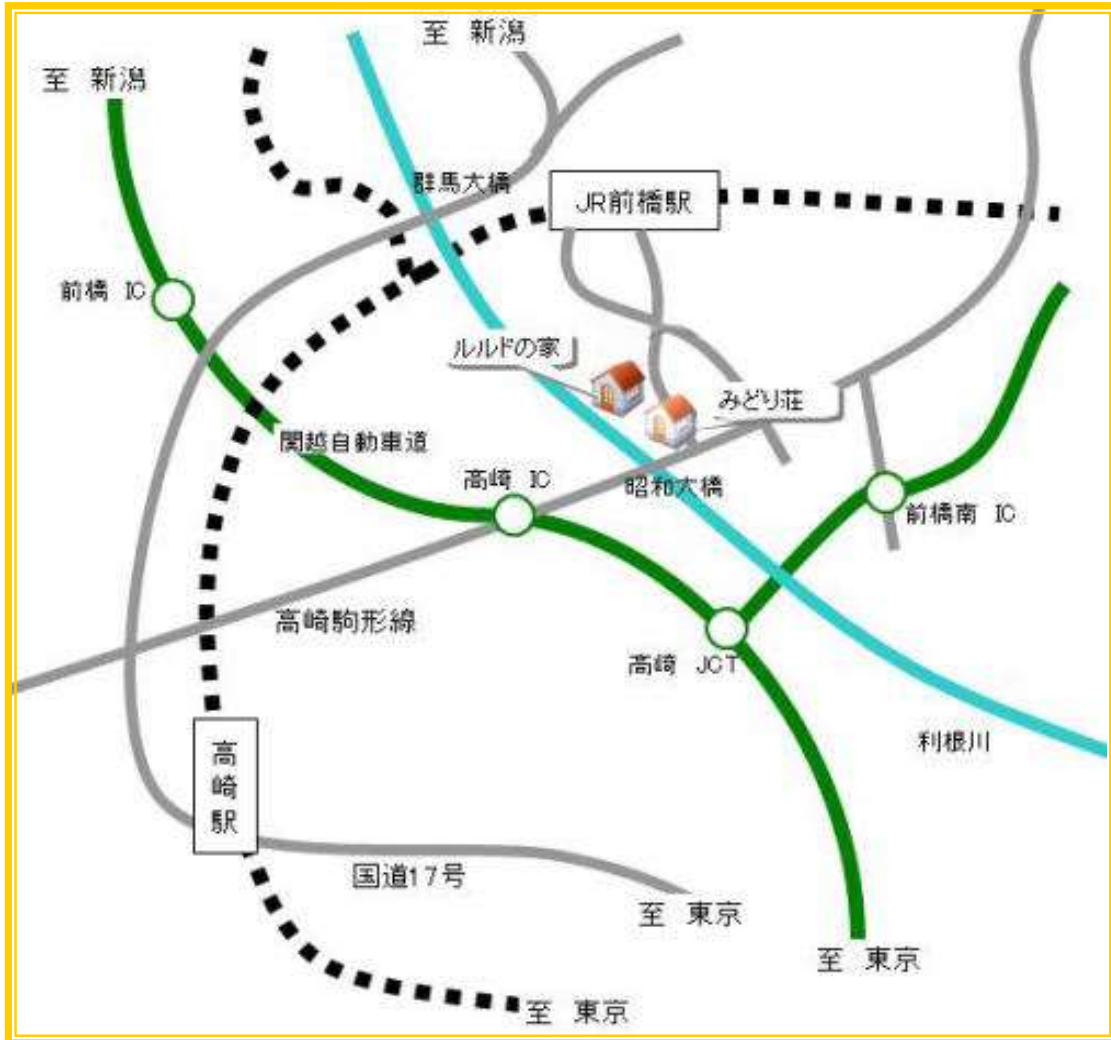 至 新潟
至 新潟
群馬大橋
JR前橋駅
前橋 IC
ルルドの家
みどり荘
関越自動車道
高崎 IC
昭和大橋
前橋南 IC
高崎駒形線
高崎 JCT
利根川
高崎駅
国道17号
至 東京
至 東京
至 東京